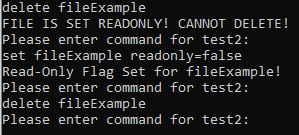 delete fileExample
FILE IS SET READONLY! CANNOT DELETE!
Please enter command for test2:
set fileExample readonly=false
Read-Only Flag Set for fileExample!
Please enter command for test2:
delete fileExample
Please enter command for test2: